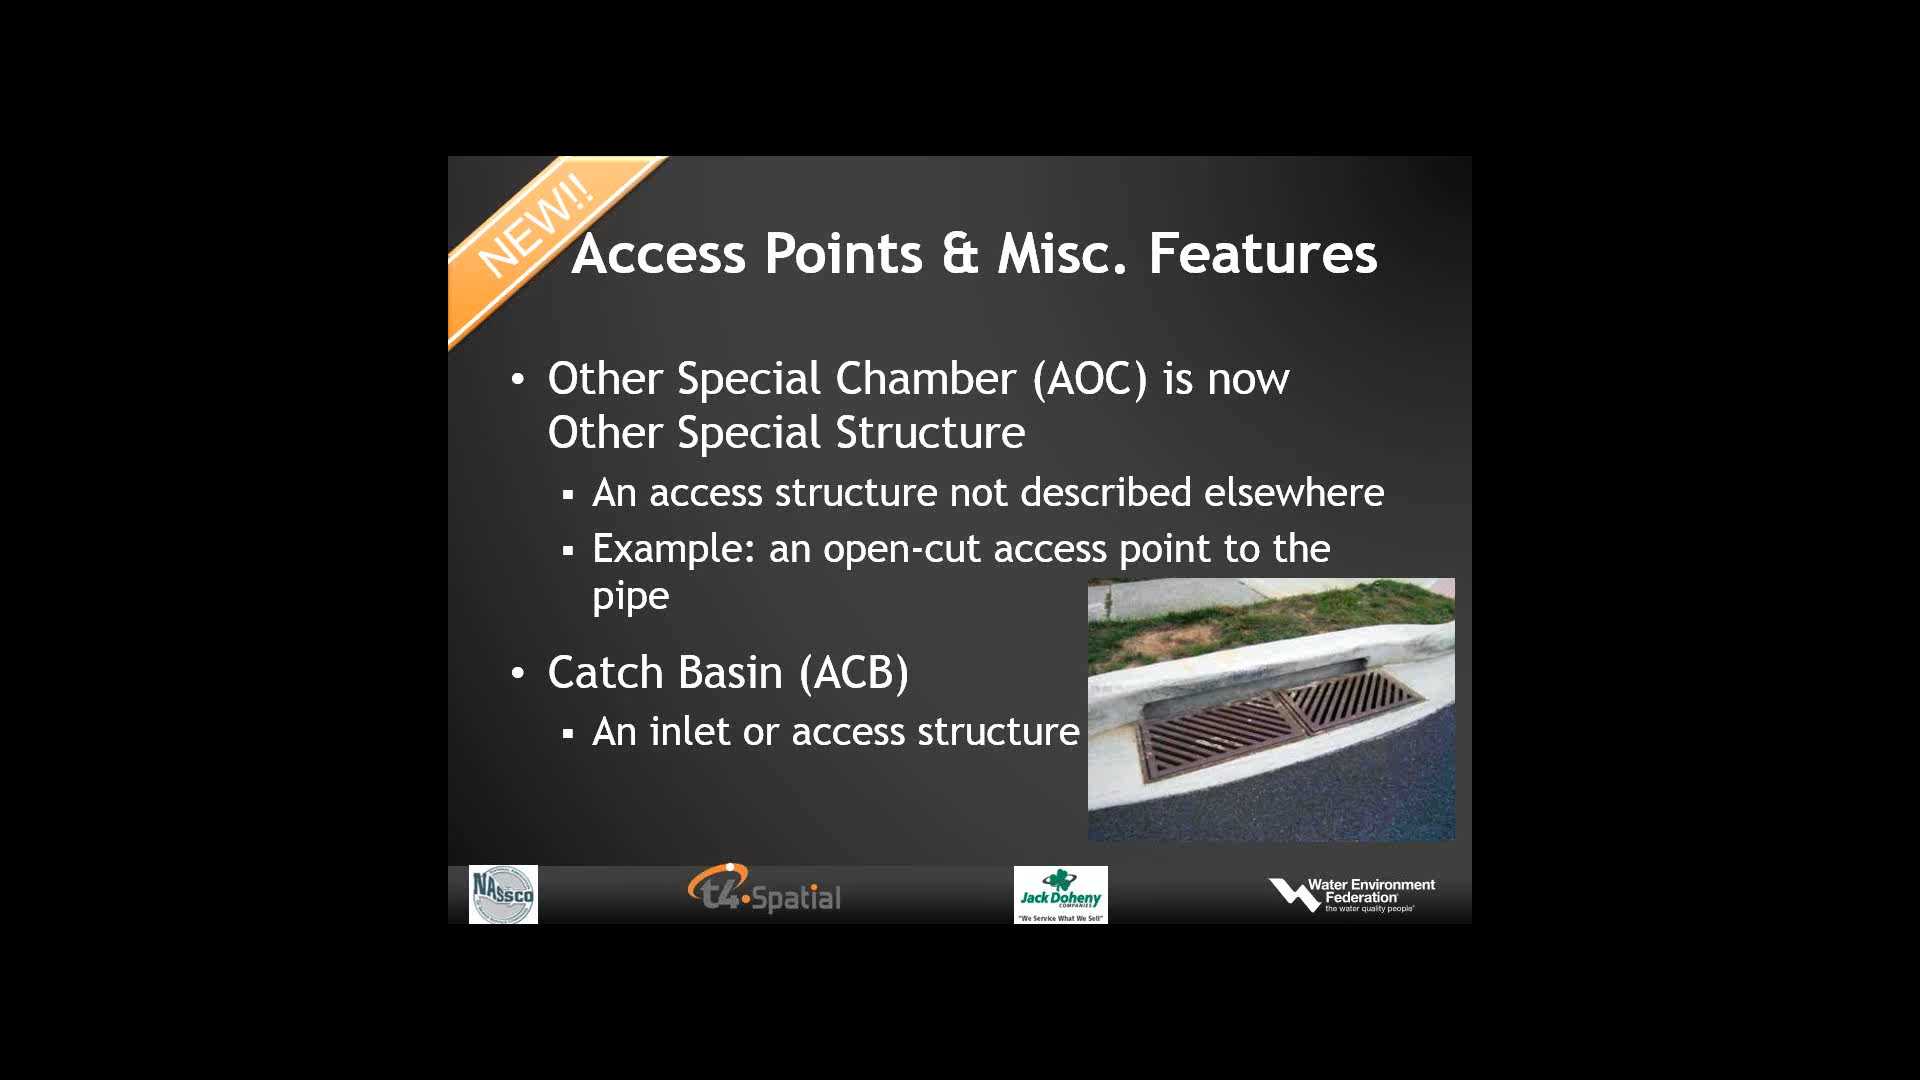 NEW!!
Access Points & Misc. Features
• Other Special Chamber (AOC) is now
Other Special Structure
▪ An access structure not described elsewhere
▪ Example: an open-cut access point to the
pipe
• Catch Basin (ACB)
▪ An inlet or access structure
NASSCO
t4.Spatial
Jack Doheny
COMPANIES
"We Service What We Sell"
Water Environment
Federation
the water quality people